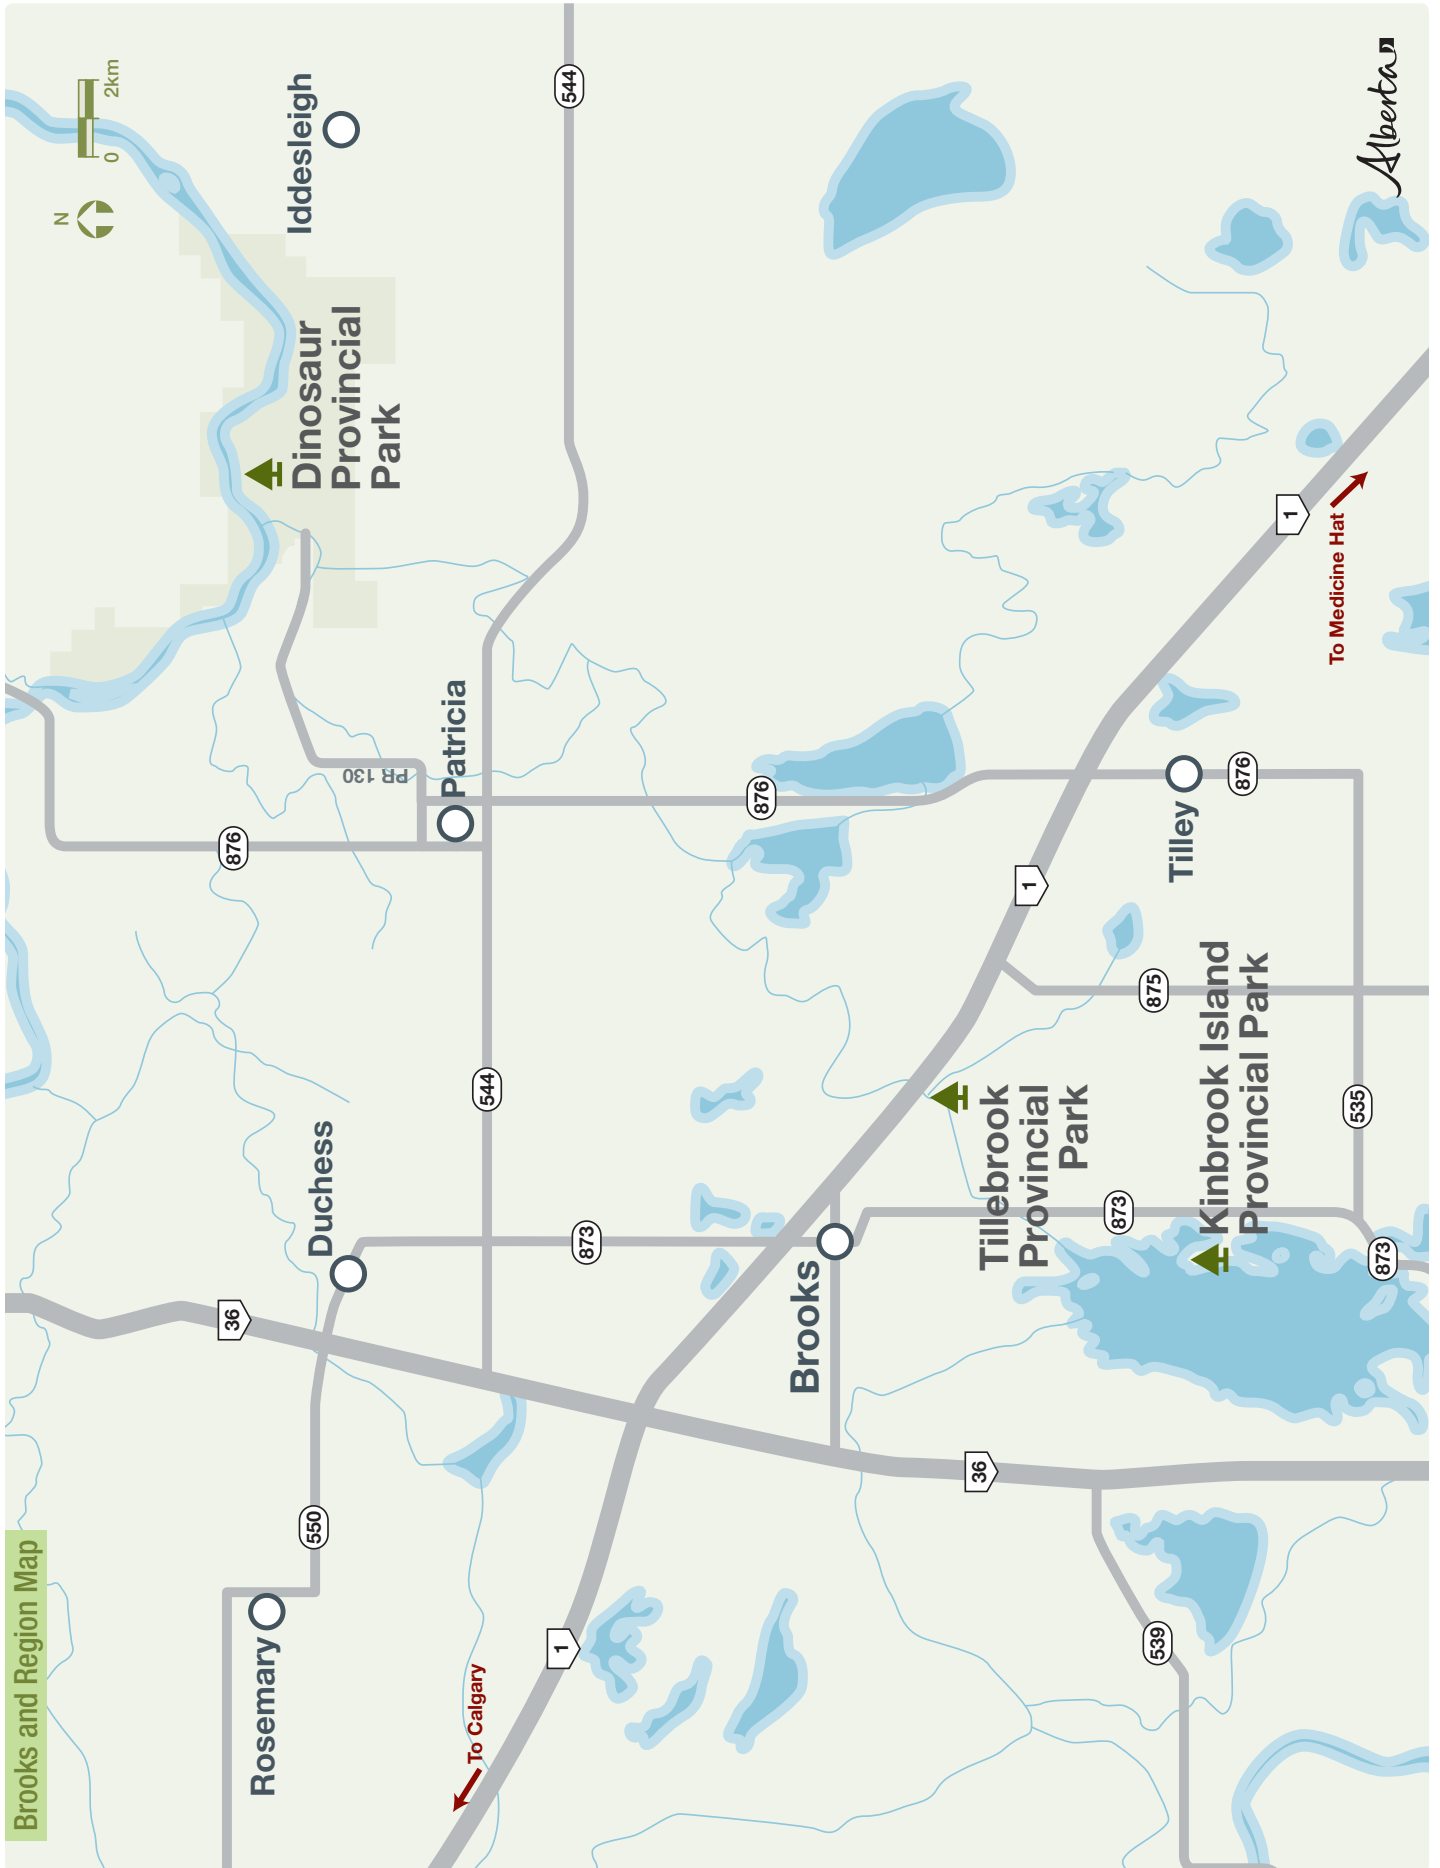 Brooks and Region Map
N
0
2km
Iddesleigh
Dinosaur
Provincial
Park
544
PR 130
Patricia
876
876
544
Duchess
873
36
550
Rosemary
To Calgary
1
Brooks
Tillebrook
Provincial
Park
1
1
To Medicine Hat
Tilley
876
875
Kinbrook Island
Provincial Park
535
873
873
36
539
Alberta